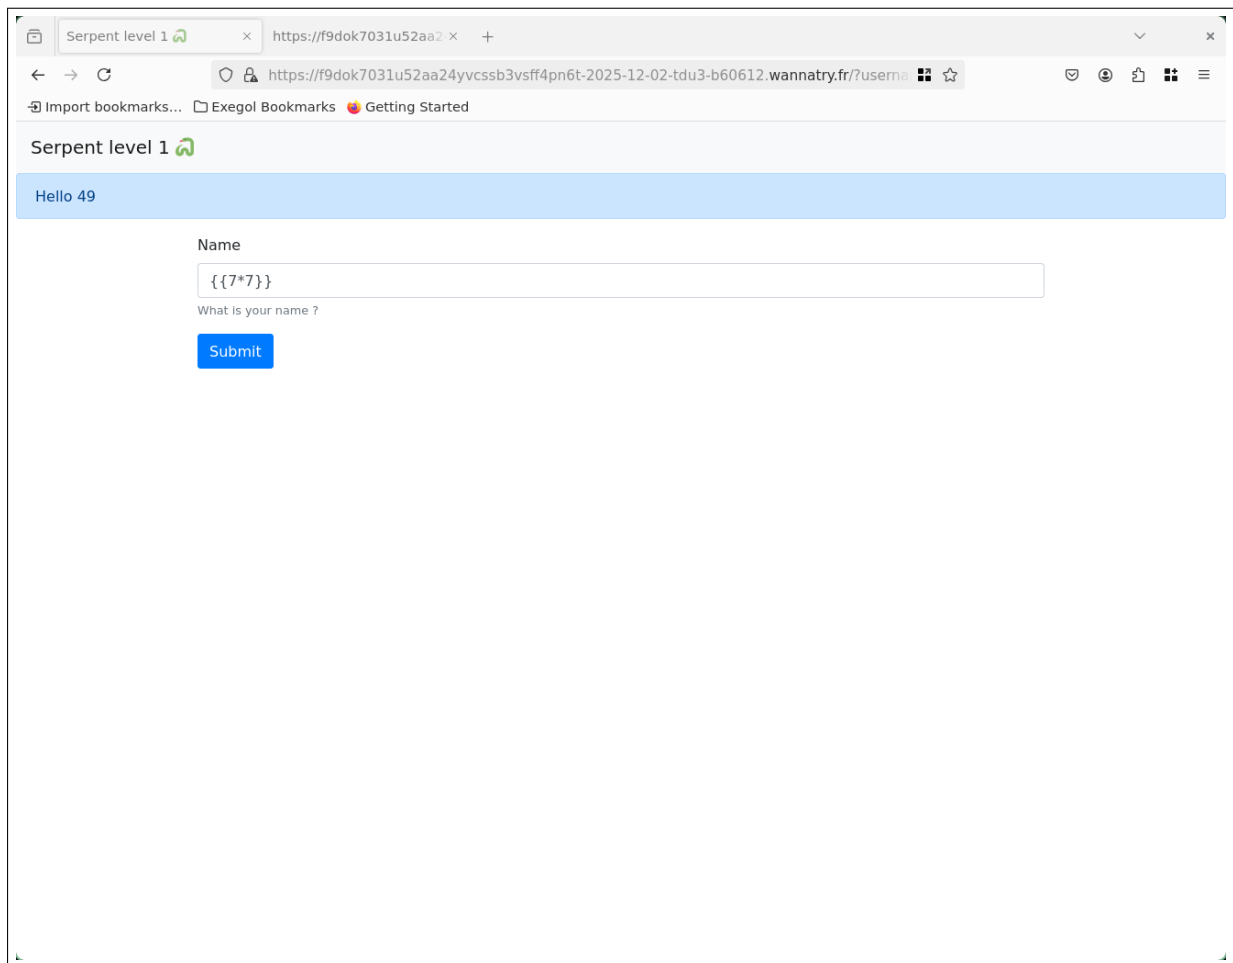 Serpent level 1 🐍
https://f9dok7031u52aa2
https://f9dok7031u52aa24yvcssb3vsff4pn6t-2025-12-02-tdu3-b60612.wannatry.fr/?userna
Import bookmarks... Exegol Bookmarks Getting Started
Serpent level 1 🐍
Hello 49
Name
{{7*7}}
What is your name ?
Submit